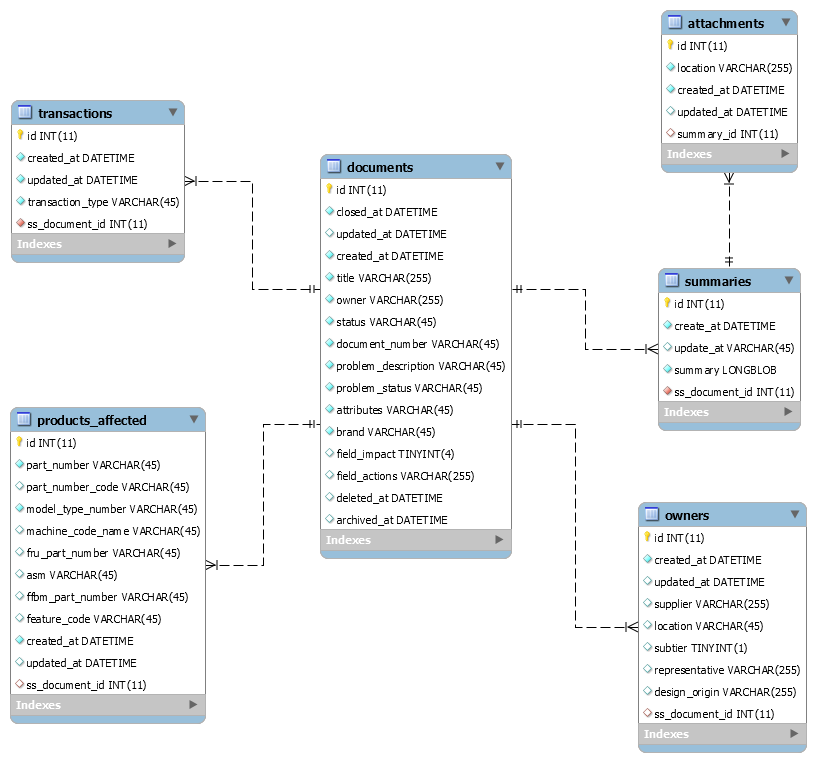 attachments
id INT(11)
location VARCHAR(255)
created_at DATETIME
updated_at DATETIME
summary_id INT(11)
Indexes
transactions
id INT(11)
created_at DATETIME
updated_at DATETIME
transaction_type VARCHAR(45)
ss_document_id INT(11)
Indexes
documents
id INT(11)
closed_at DATETIME
updated_at DATETIME
created_at DATETIME
title VARCHAR(255)
owner VARCHAR(255)
status VARCHAR(45)
document_number VARCHAR(45)
problem_description VARCHAR(45)
problem_status VARCHAR(45)
attributes VARCHAR(45)
brand VARCHAR(45)
field_impact TINYINT(4)
field_actions VARCHAR(255)
deleted_at DATETIME
archived_at DATETIME
Indexes
summaries
id INT(11)
create_at DATETIME
update_at VARCHAR(45)
summary LONGBLOB
ss_document_id INT(11)
Indexes
products_affected
id INT(11)
part_number VARCHAR(45)
part_number_code VARCHAR(45)
model_type_number VARCHAR(45)
machine_code_name VARCHAR(45)
fru_part_number VARCHAR(45)
asm VARCHAR(45)
ffbm_part_number VARCHAR(45)
feature_code VARCHAR(45)
created_at DATETIME
updated_at DATETIME
ss_document_id INT(11)
Indexes
owners
id INT(11)
created_at DATETIME
updated_at DATETIME
supplier VARCHAR(255)
location VARCHAR(45)
subtier TINYINT(1)
representative VARCHAR(255)
design_origin VARCHAR(255)
ss_document_id INT(11)
Indexes